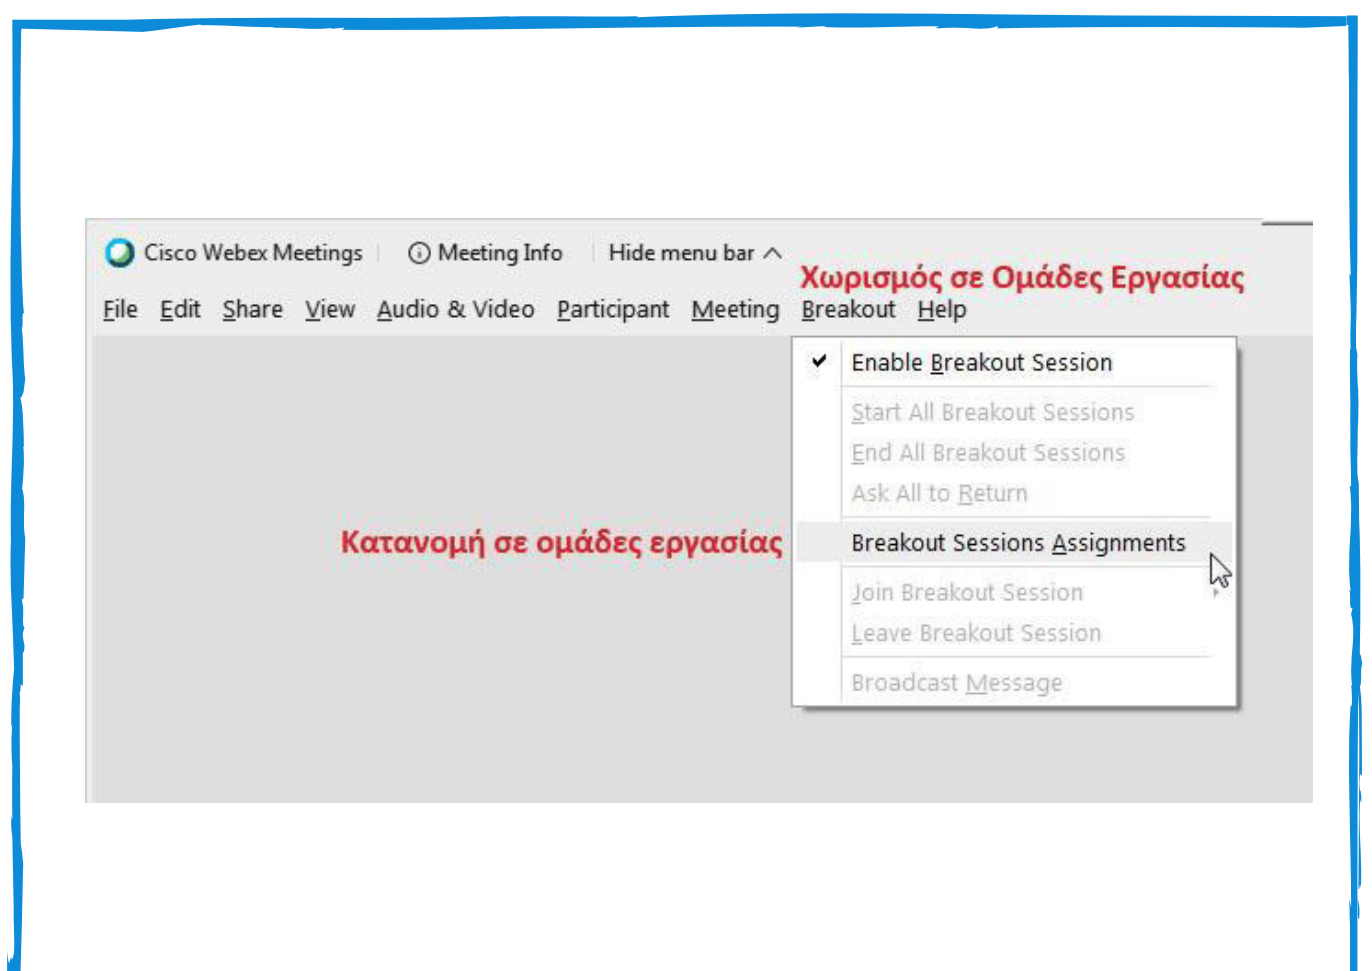 Cisco Webex Meetings Meeting Info Hide menu bar
Χωρισμός σε Ομάδες Εργασίας
File Edit Share View Audio & Video Participant Meeting Breakout Help
Enable Breakout Session
Start All Breakout Sessions
End All Breakout Sessions
Ask All to Return
Κατανομή σε ομάδες εργασίας Breakout Sessions Assignments
Join Breakout Session
Leave Breakout Session
Broadcast Message